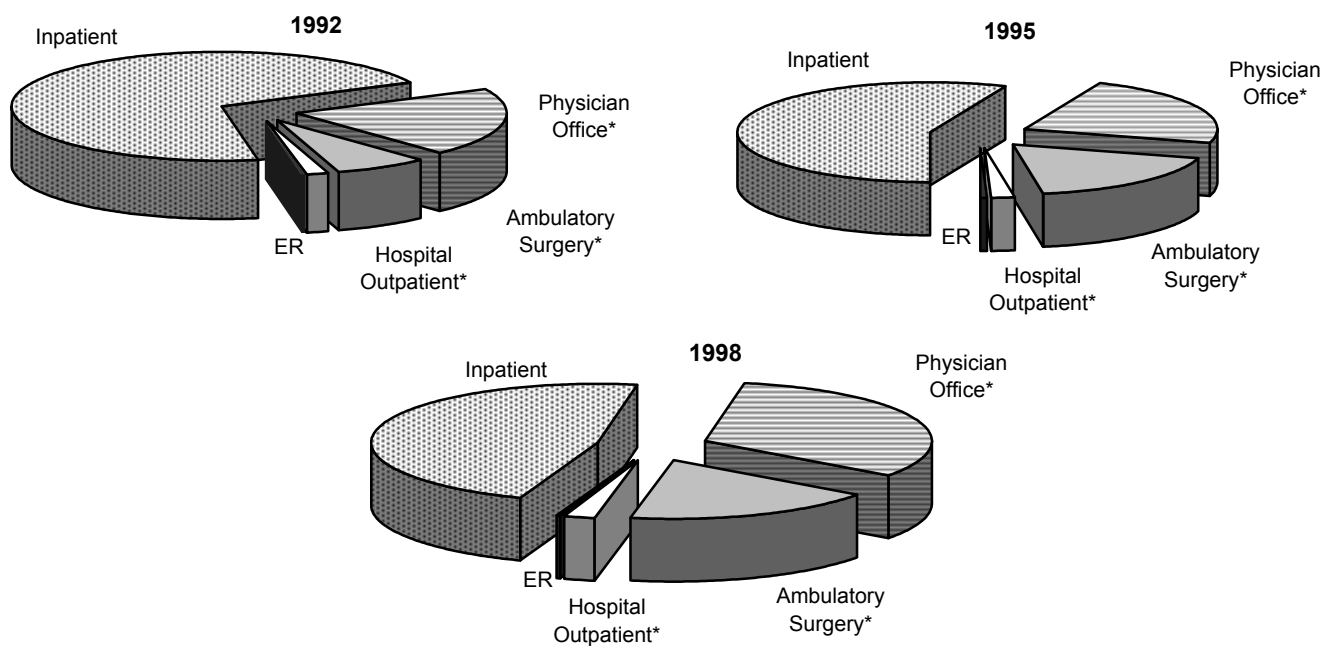 1992
Inpatient
Physician
Office*
Ambulatory
Surgery*
ER
Hospital
Outpatient*
1995
Inpatient
Physician
Office*
Ambulatory
Surgery*
ER
Hospital
Outpatient*
1998
Inpatient
Physician
Office*
Ambulatory
Surgery*
ER
Hospital
Outpatient*